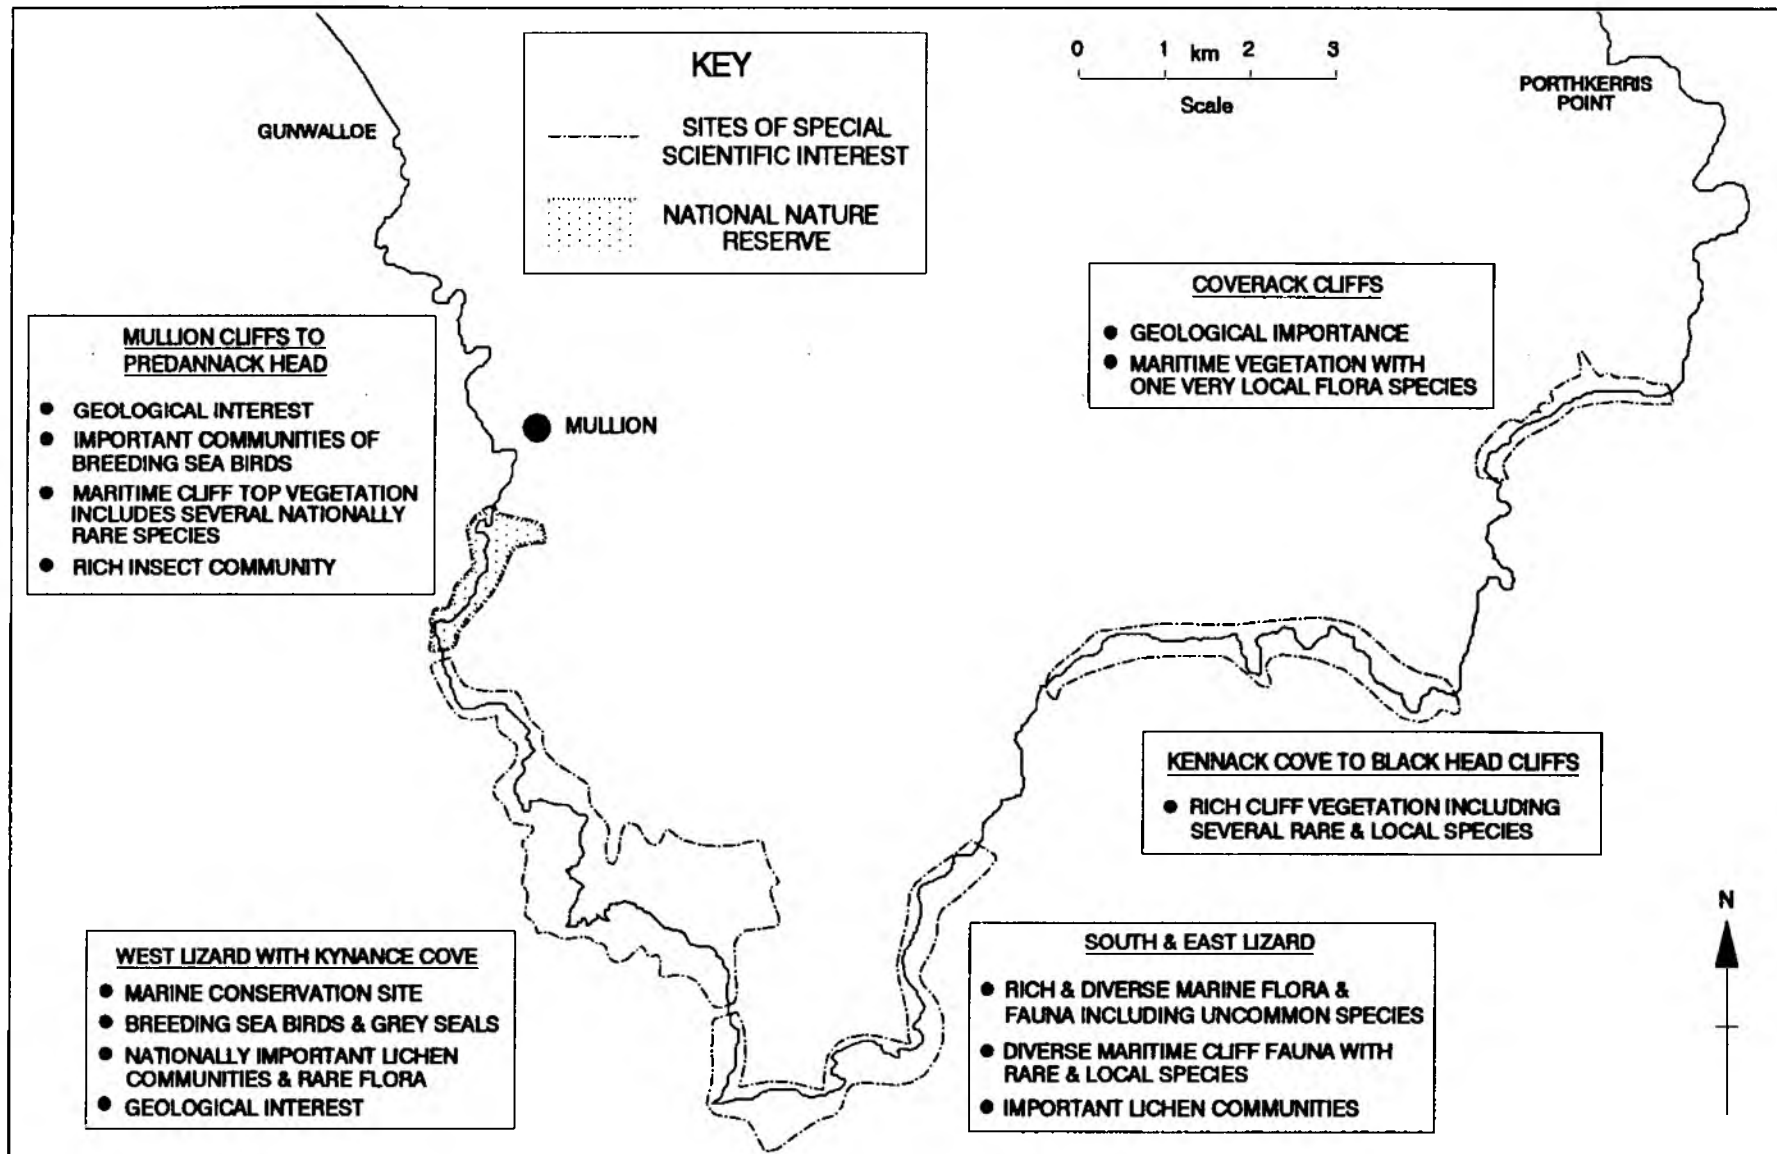 KEY
SITES OF SPECIAL
SCIENTIFIC INTEREST
NATIONAL NATURE
RESERVE
0 1 km 2 3
Scale
PORTHKERRIS
POINT
GUNWALLOE
MULLION CLIFFS TO
PREDANNACK HEAD
● GEOLOGICAL INTEREST
● IMPORTANT COMMUNITIES OF
BREEDING SEA BIRDS
● MARITIME CLIFF TOP VEGETATION
INCLUDES SEVERAL NATIONALLY
RARE SPECIES
● RICH INSECT COMMUNITY
MULLION
COVERACK CLIFFS
● GEOLOGICAL IMPORTANCE
● MARITIME VEGETATION WITH
ONE VERY LOCAL FLORA SPECIES
KENNACK COVE TO BLACK HEAD CLIFFS
● RICH CLIFF VEGETATION INCLUDING
SEVERAL RARE & LOCAL SPECIES
WEST LIZARD WITH KYNANCE COVE
● MARINE CONSERVATION SITE
● BREEDING SEA BIRDS & GREY SEALS
● NATIONALLY IMPORTANT LICHEN
COMMUNITIES & RARE FLORA
● GEOLOGICAL INTEREST
SOUTH & EAST LIZARD
● RICH & DIVERSE MARINE FLORA &
FAUNA INCLUDING UNCOMMON SPECIES
● DIVERSE MARITIME CLIFF FAUNA WITH
RARE & LOCAL SPECIES
● IMPORTANT LICHEN COMMUNITIES
N